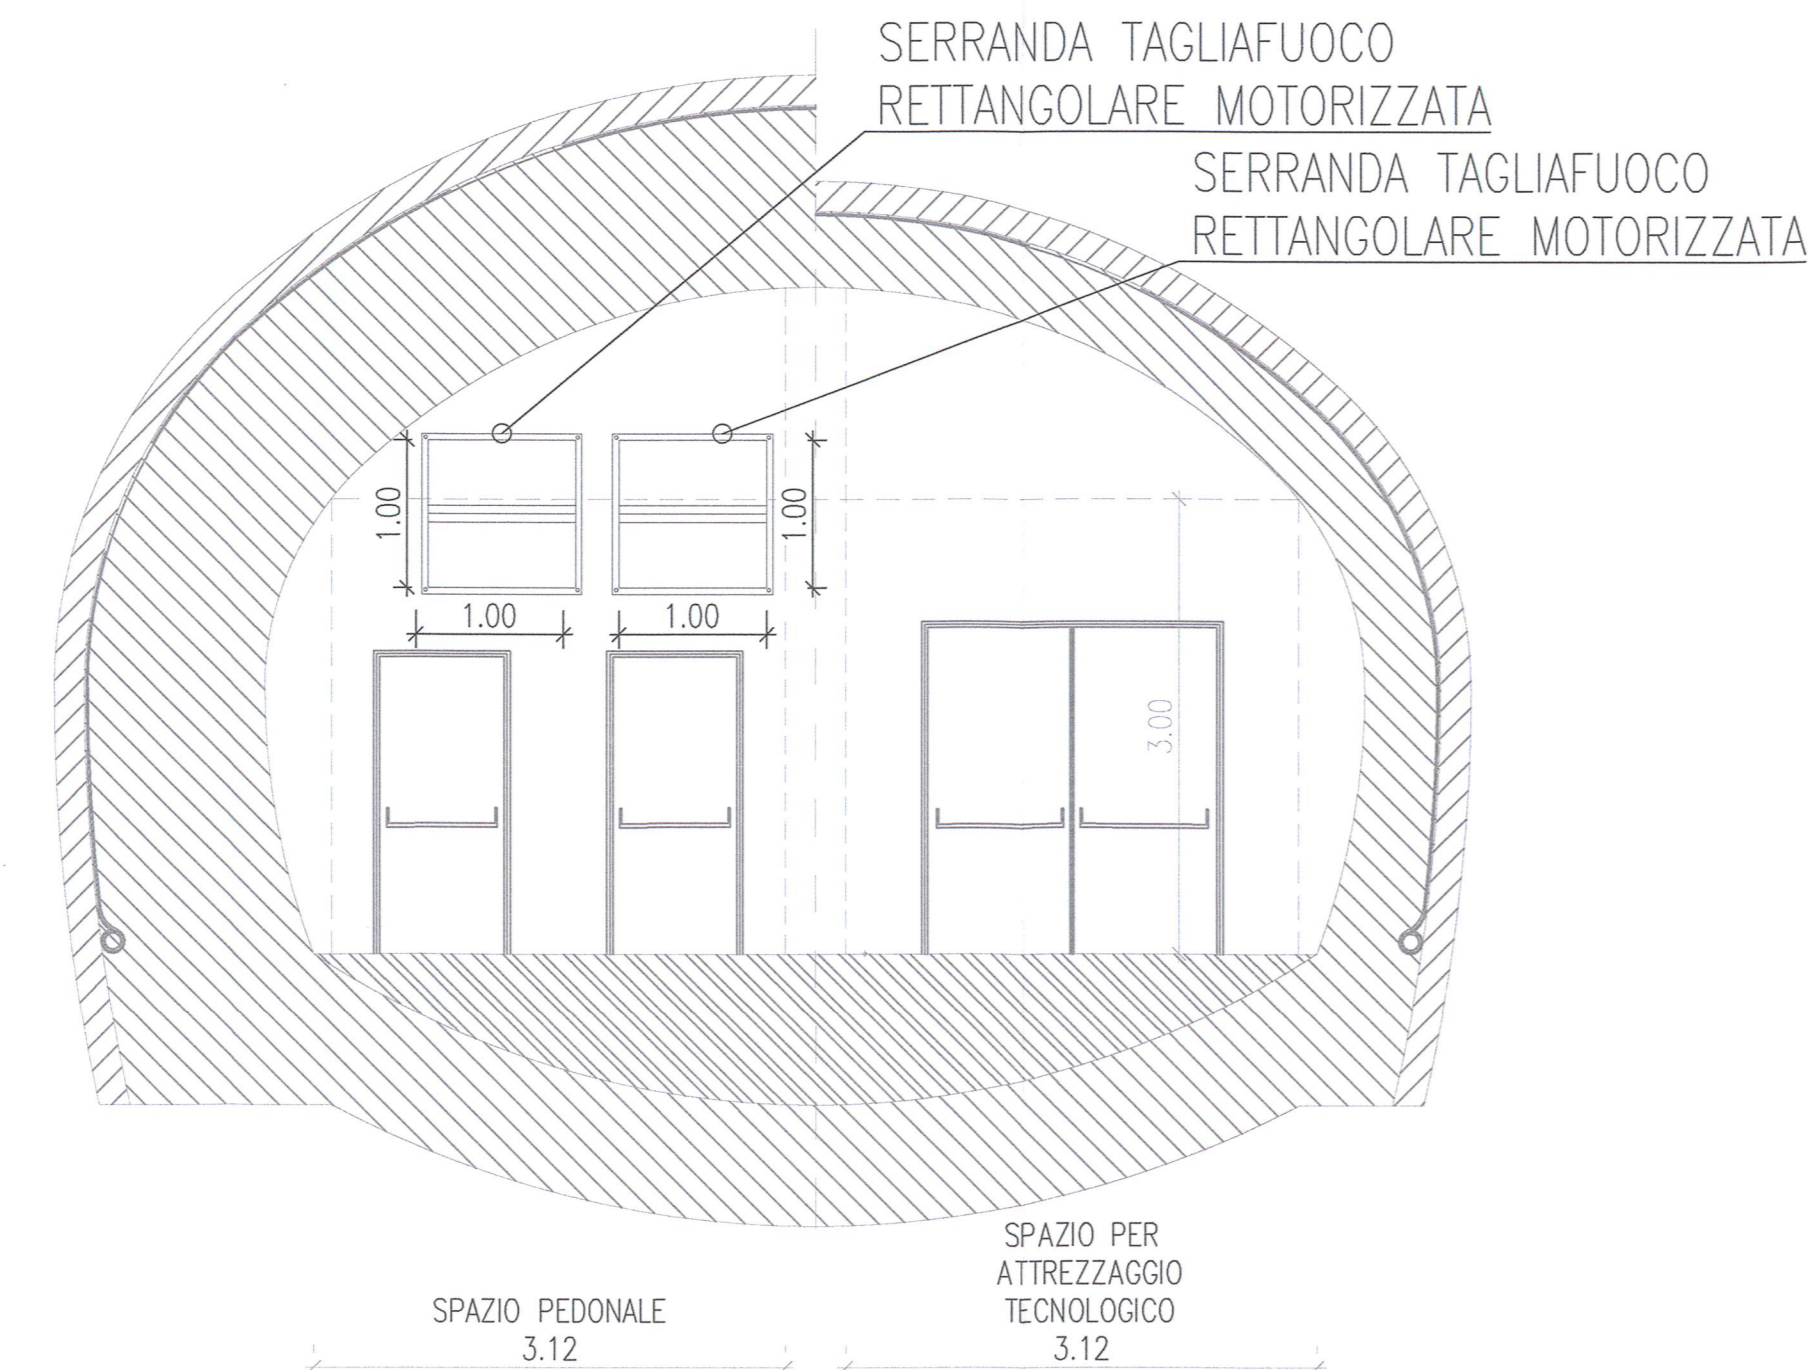 SERRANDA TAGLIAFUOCO
RETTANGOLARE MOTORIZZATA
SERRANDA TAGLIAFUOCO
RETTANGOLARE MOTORIZZATA
1.00
1.00
1.00
1.00
3.00
SPAZIO PEDONALE
3.12
SPAZIO PER
ATTREZZAGGIO
TECNOLOGICO
3.12